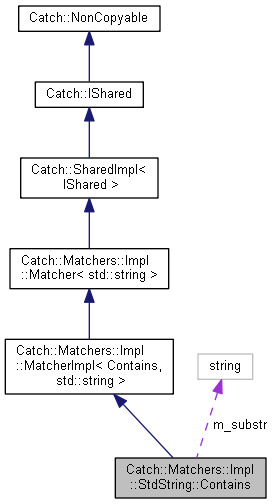 Catch::NonCopyable
Catch::IShared
Catch::SharedImpl<
IShared >
Catch::Matchers::Impl
::Matcher< std::string >
Catch::Matchers::Impl
::MatcherImpl< Contains,
std::string >
string
m_substr
Catch::Matchers::Impl
::StdString::Contains